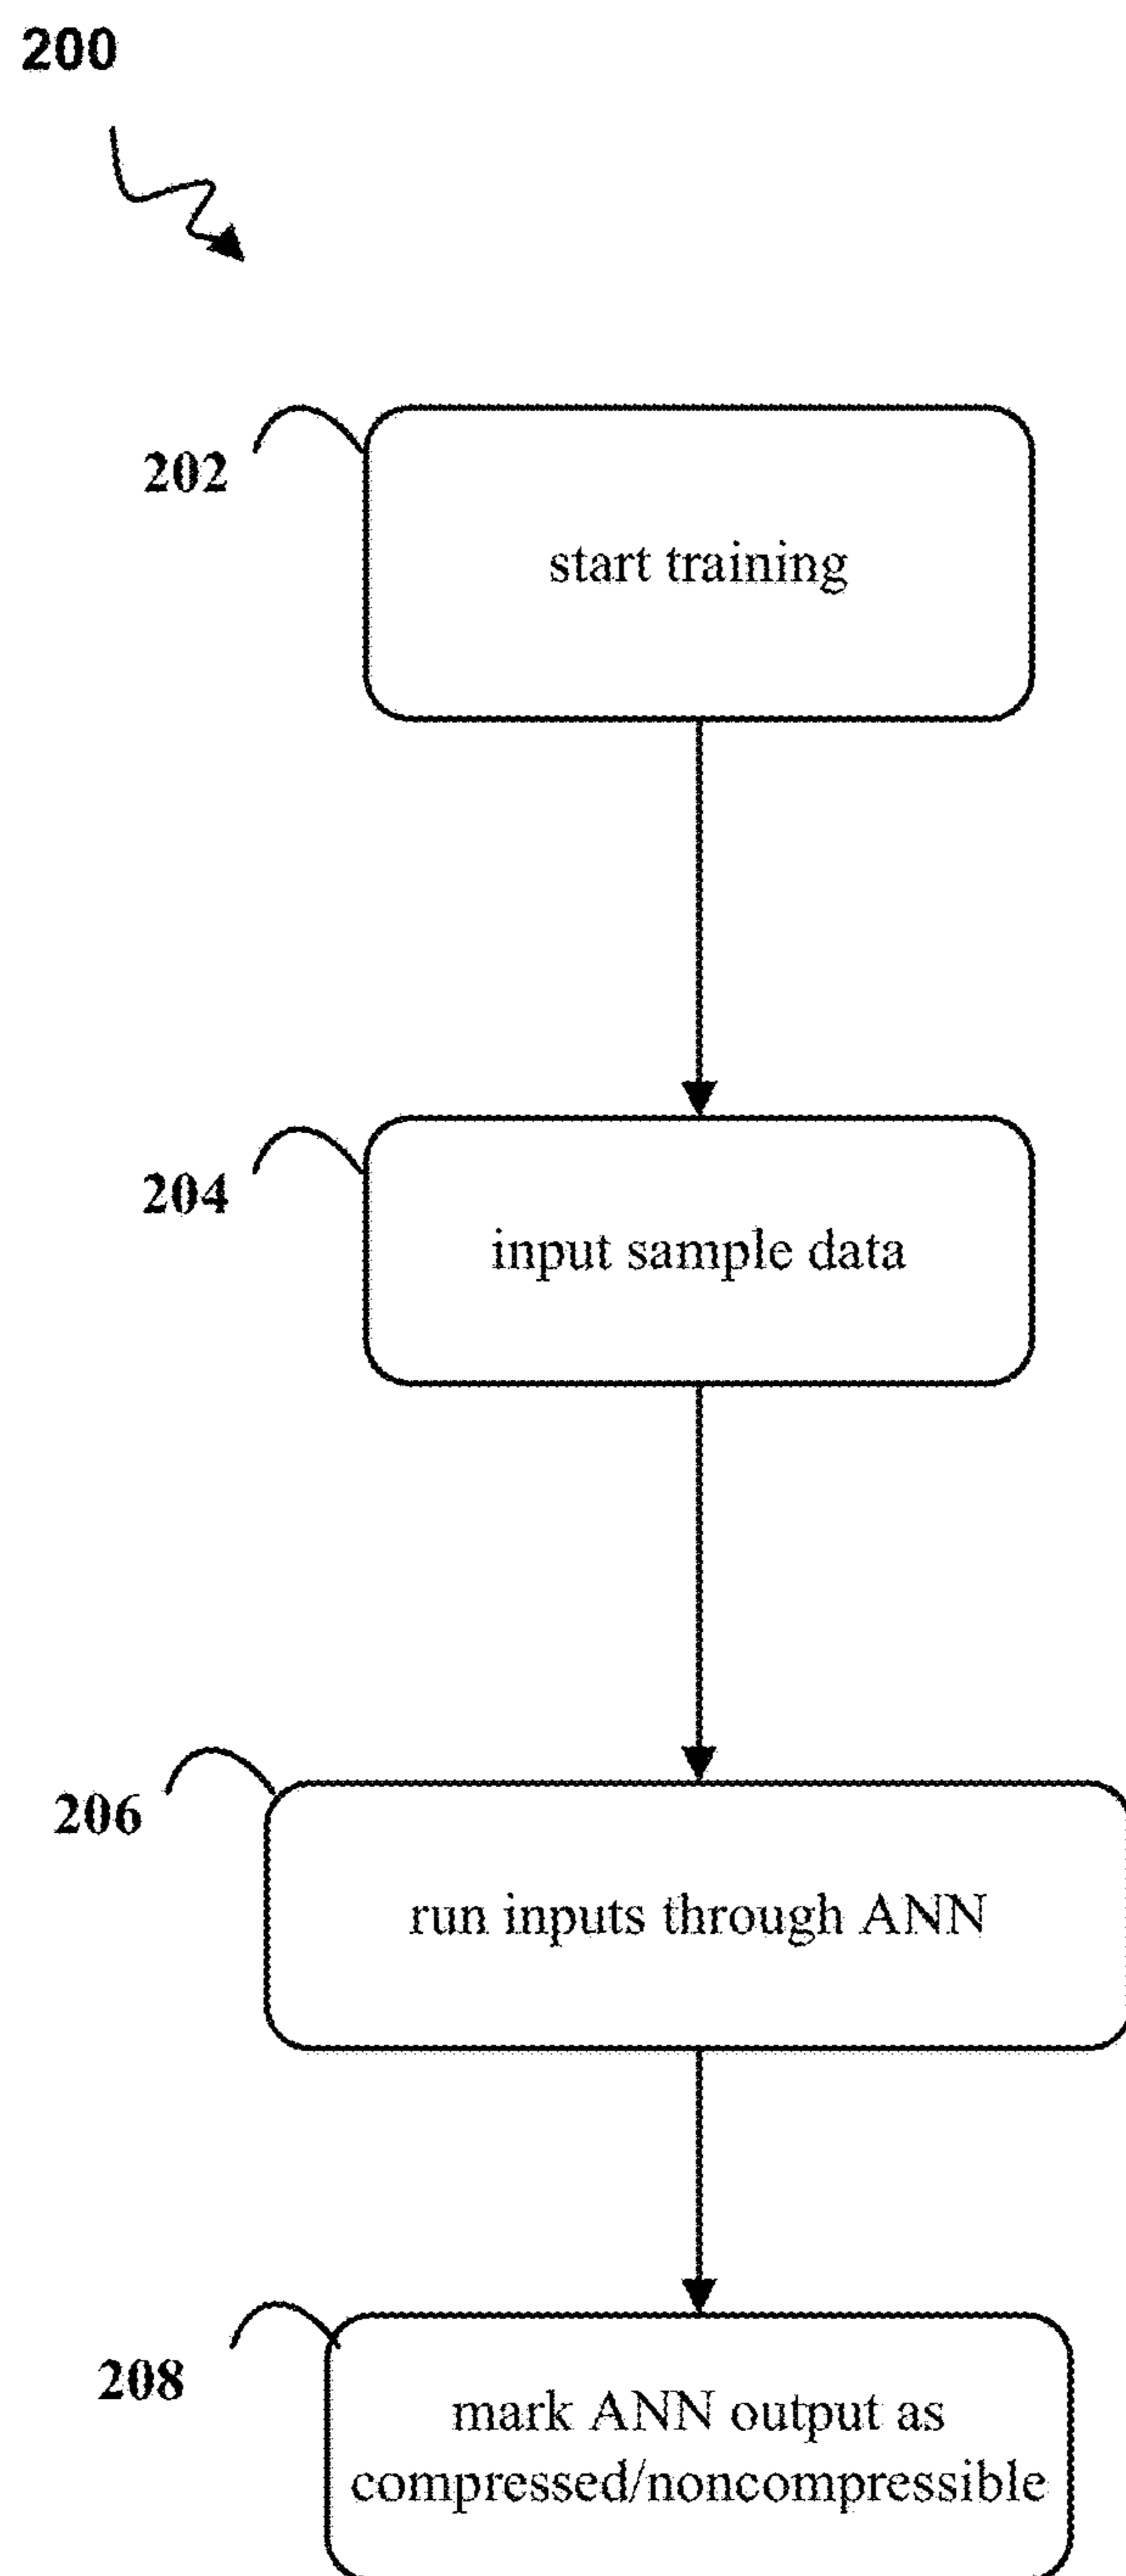 200
202
start training
204
input sample data
206
run inputs through ANN
208
mark ANN output as
compressed/noncompressible